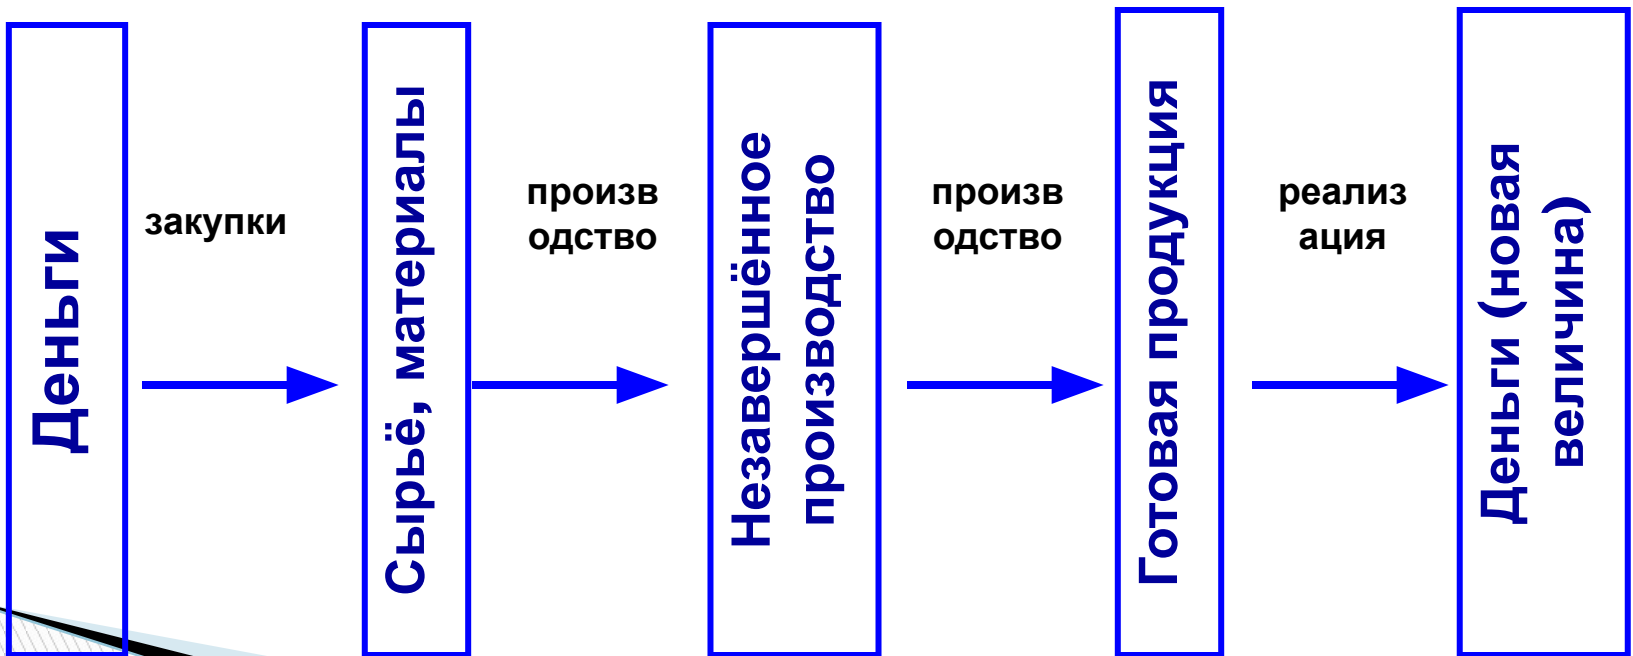 Деньги
закупки
Сырьё, материалы
произв
одство
Незавершённое
производство
произв
одство
Готовая продукция
реализ
ация
Деньги (новая
величина)